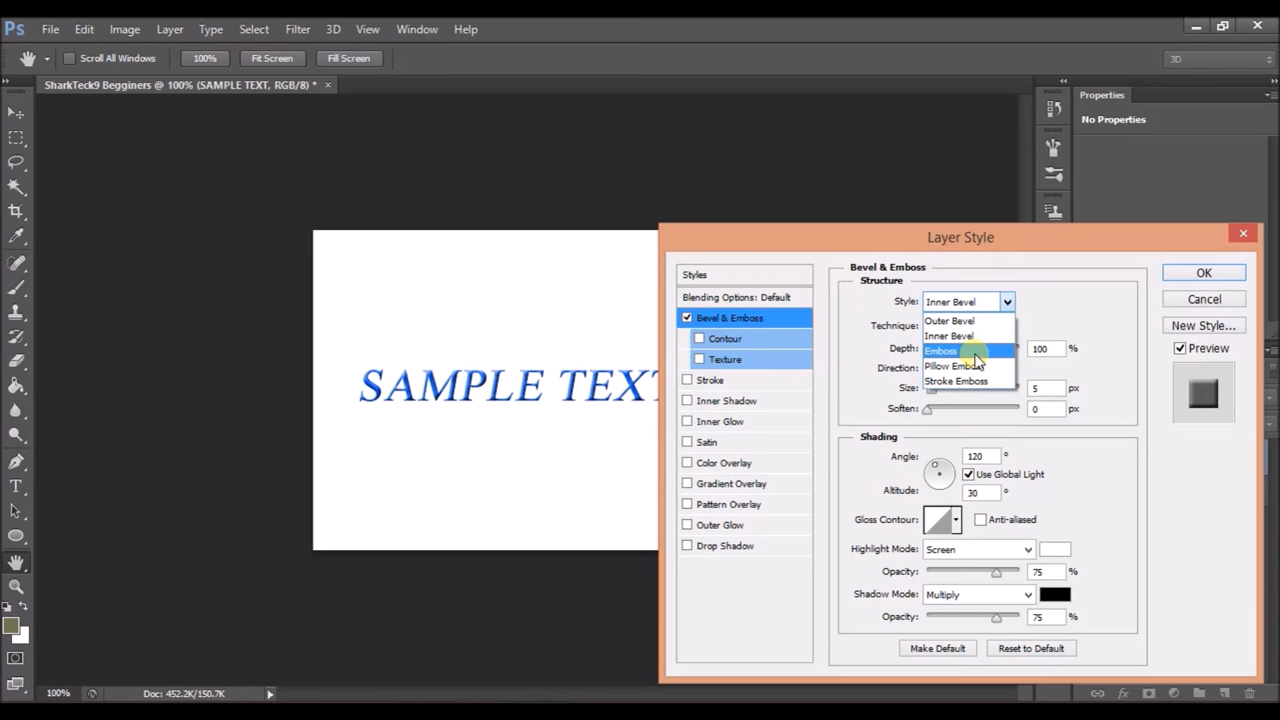 Ps File Edit Image Layer Type Select Filter 3D View Window Help
Scroll All Windows 100% Fit Screen Fill Screen 3D
SharkTeck9 Begginers @ 100% (SAMPLE TEXT, RGB/8) *
Properties
No Properties
SAMPLE TEXT
Layer Style
Styles
Blending Options: Default
Bevel & Emboss
Contour
Texture
Stroke
Inner Shadow
Inner Glow
Satin
Color Overlay
Gradient Overlay
Pattern Overlay
Outer Glow
Drop Shadow
Bevel & Emboss
Structure
Style: Inner Bevel
Outer Bevel
Inner Bevel
Emboss
Pillow Emboss
Stroke Emboss
Technique:
Depth: 100 %
Direction:
Size: 5 px
Soften: 0 px
Shading
Angle: 120 °
Use Global Light
Altitude: 30 °
Gloss Contour: Anti-aliased
Highlight Mode: Screen
Opacity: 75 %
Shadow Mode: Multiply
Opacity: 75 %
Make Default Reset to Default
OK
Cancel
New Style...
Preview
100% Doc: 452.2K/150.7K
fx